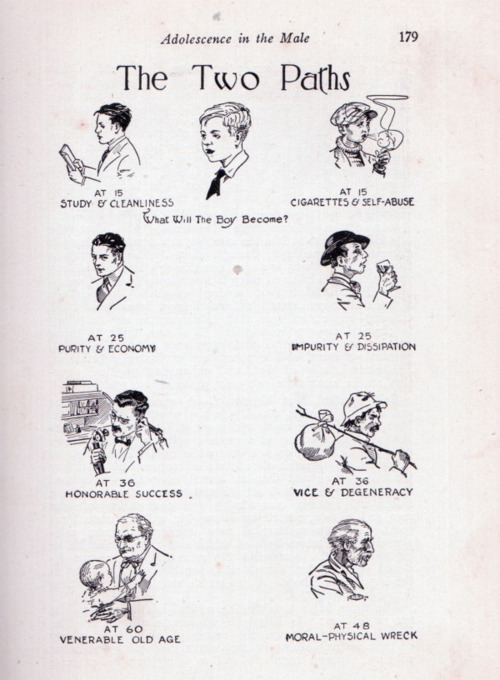 Adolescence in the Male 179
The Two Paths
AT 15
STUDY & CLEANLINESS
AT 15
CIGARETTES & SELF-ABUSE
What Will The Boy Become?
AT 25
PURITY & ECONOMY
AT 25
IMPURITY & DISSIPATION
AT 36
HONORABLE SUCCESS.
AT 36
VICE & DEGENERACY
AT 60
VENERABLE OLD AGE
AT 48
MORAL-PHYSICAL WRECK